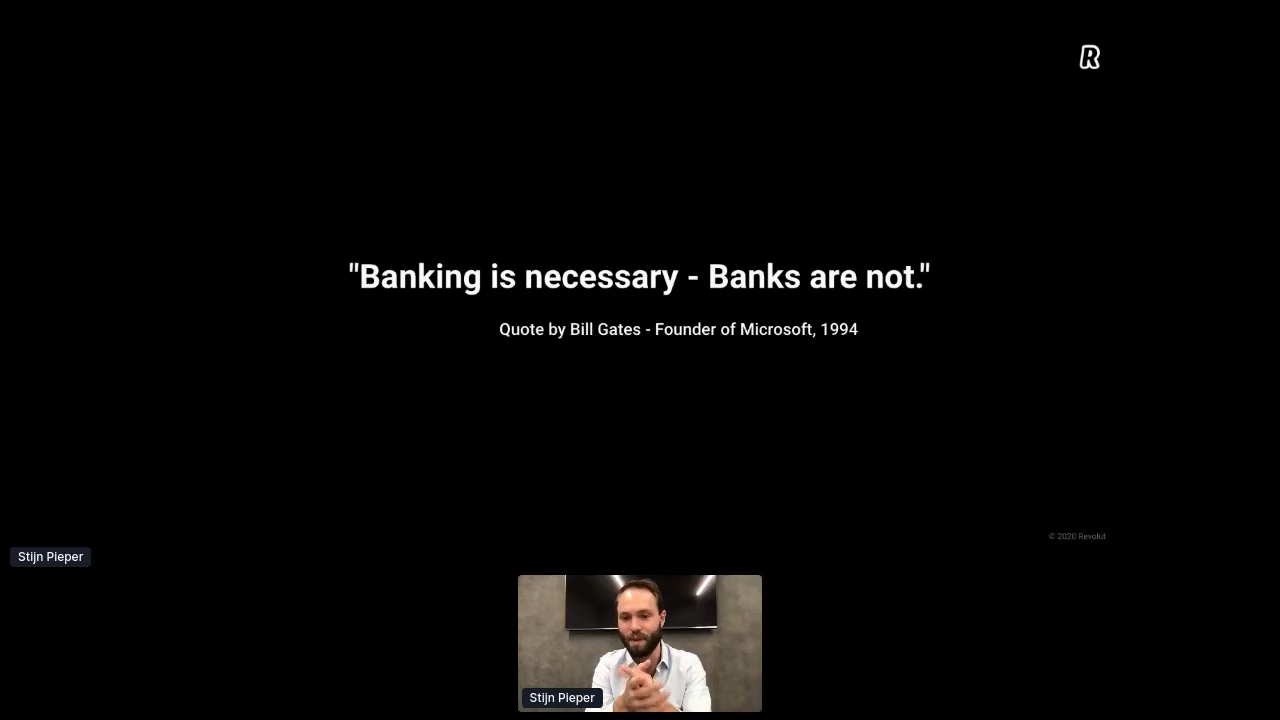 R
"Banking is necessary - Banks are not."
Quote by Bill Gates - Founder of Microsoft, 1994
© 2020 Revolut
Stijn Pieper
Stijn Pieper